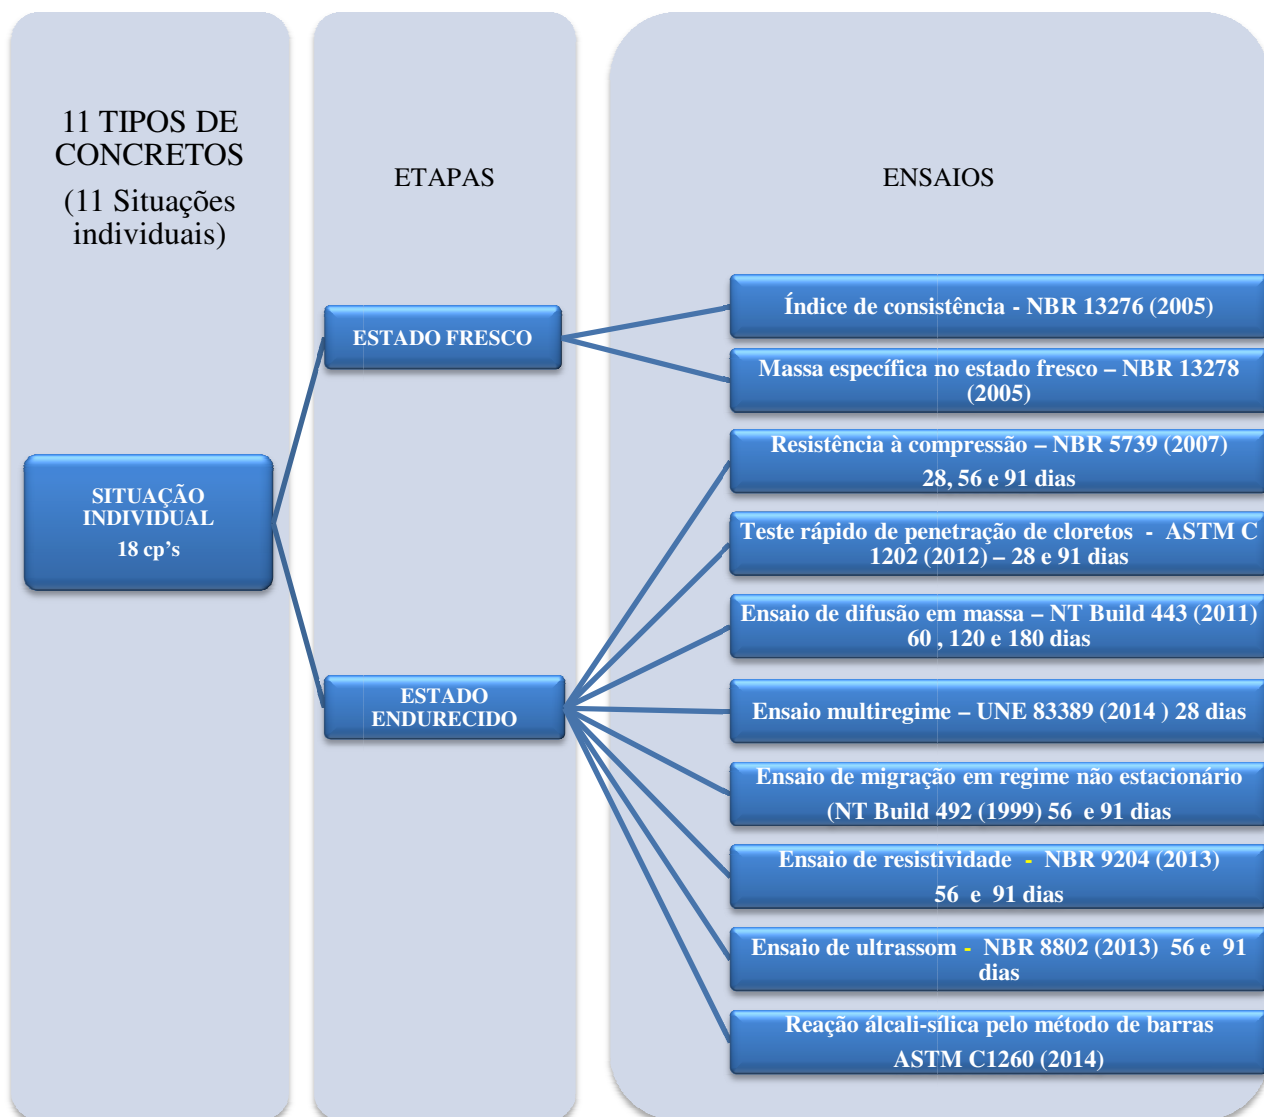 11 TIPOS DE
CONCRETOS
(11 Situações
individuais)
ETAPAS
ENSAIOS
SITUAÇÃO
INDIVIDUAL
18 cp’s
ESTADO FRESCO
ESTADO
ENDURECIDO
Índice de consistência - NBR 13276 (2005)
Massa específica no estado fresco – NBR 13278
(2005)
Resistência à compressão – NBR 5739 (2007)
28, 56 e 91 dias
Teste rápido de penetração de cloretos - ASTM C
1202 (2012) – 28 e 91 dias
Ensaio de difusão em massa – NT Build 443 (2011)
60 , 120 e 180 dias
Ensaio multiregime – UNE 83389 (2014 ) 28 dias
Ensaio de migração em regime não estacionário
(NT Build 492 (1999) 56 e 91 dias
Ensaio de resistividade - NBR 9204 (2013)
56 e 91 dias
Ensaio de ultrassom - NBR 8802 (2013) 56 e 91
dias
Reação álcali-sílica pelo método de barras
ASTM C1260 (2014)